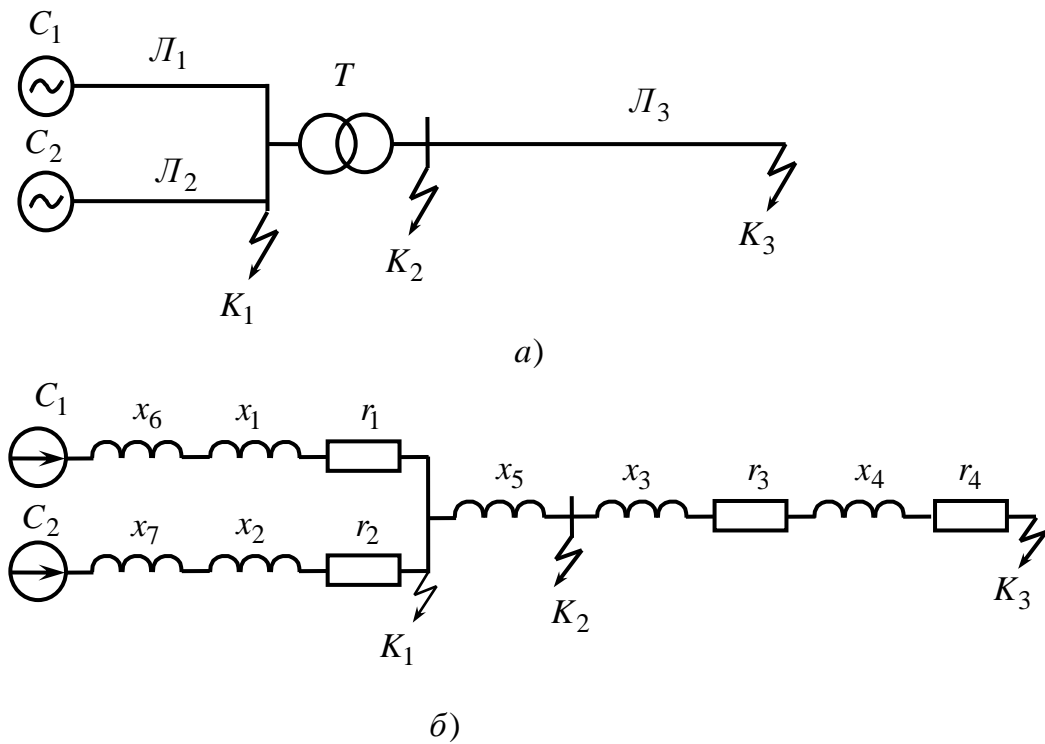 C₁
Л₁
T
Л₃
C₂
Л₂
K₁
K₂
K₃
а)
C₁
x₆
x₁
r₁
x₅
x₃
r₃
x₄
r₄
C₂
x₇
x₂
r₂
K₁
K₂
K₃
б)